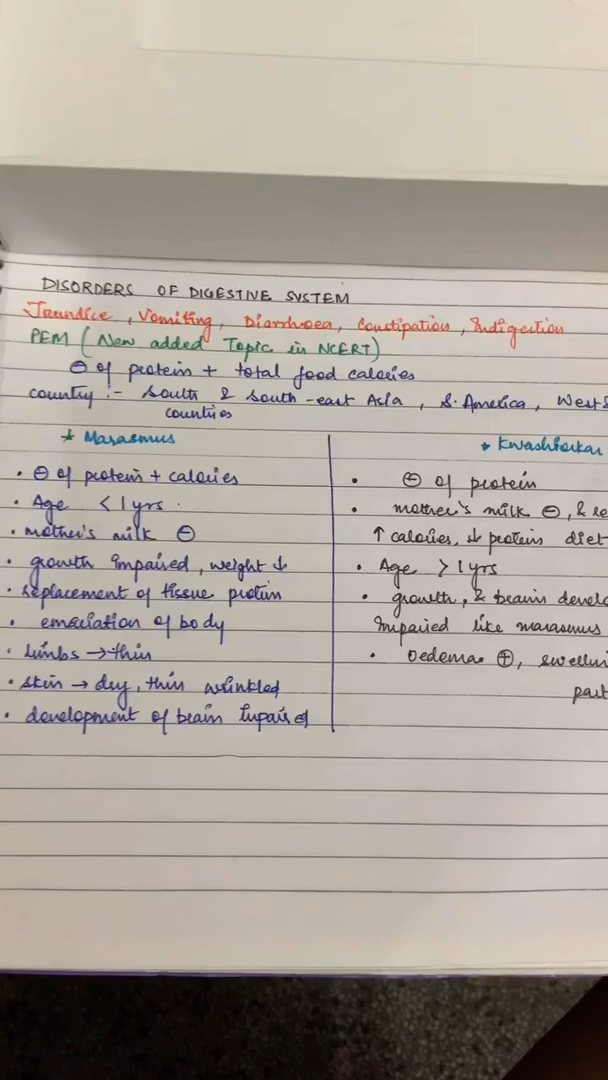 DISORDERS OF DIGESTIVE SYSTEM
Jaundice, Vomiting, Diarrhoea, Constipation, Indigestion
PEM (New added Topic in NCERT)
⊖ of protein + total food calories
country :- South & South-east Asia, S. America, West
countries
* Marasmus
• ⊖ of protein + calories
• Age < 1 yrs.
• mother's milk ⊖
• growth impaired, weight ↓
• Replacement of tissue protein
• emaciation of body
• limbs → thin
• skin → dry, thin wrinkled
• development of brain impaired
* Kwashiorkar
• ⊖ of protein
• mother's milk ⊖, & re
↑ calories, ↓ protein diet
• Age > 1 yrs
• growth, & brain develo
Impaired like marasmus
• Oedema ⊕, swellin
part